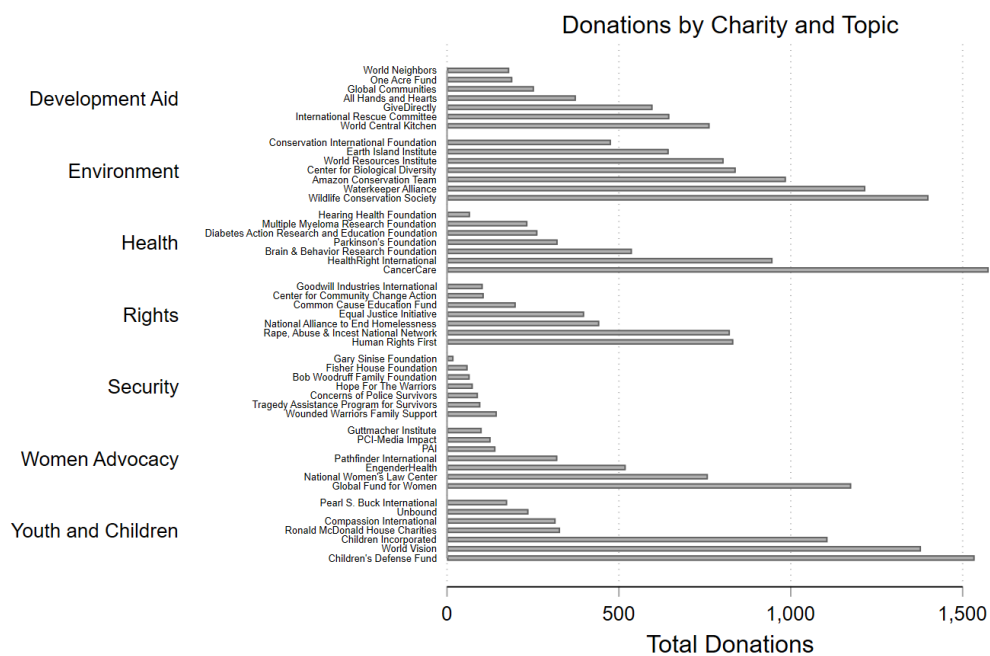 Donations by Charity and Topic
Development Aid
World Neighbors
One Acre Fund
Global Communities
All Hands and Hearts
GiveDirectly
International Rescue Committee
World Central Kitchen
Environment
Conservation International Foundation
Earth Island Institute
World Resources Institute
Center for Biological Diversity
Amazon Conservation Team
Waterkeeper Alliance
Wildlife Conservation Society
Health
Hearing Health Foundation
Multiple Myeloma Research Foundation
Diabetes Action Research and Education Foundation
Parkinson's Foundation
Brain & Behavior Research Foundation
HealthRight International
CancerCare
Rights
Goodwill Industries International
Center for Community Change Action
Common Cause Education Fund
Equal Justice Initiative
National Alliance to End Homelessness
Rape, Abuse & Incest National Network
Human Rights First
Security
Gary Sinise Foundation
Fisher House Foundation
Bob Woodruff Family Foundation
Hope For The Warriors
Concerns of Police Survivors
Tragedy Assistance Program for Survivors
Wounded Warriors Family Support
Women Advocacy
Guttmacher Institute
PCI-Media Impact
PAI
Pathfinder International
EngenderHealth
National Women's Law Center
Global Fund for Women
Youth and Children
Pearl S. Buck International
Unbound
Compassion International
Ronald McDonald House Charities
Children Incorporated
World Vision
Children's Defense Fund
0 500 1,000 1,500
Total Donations